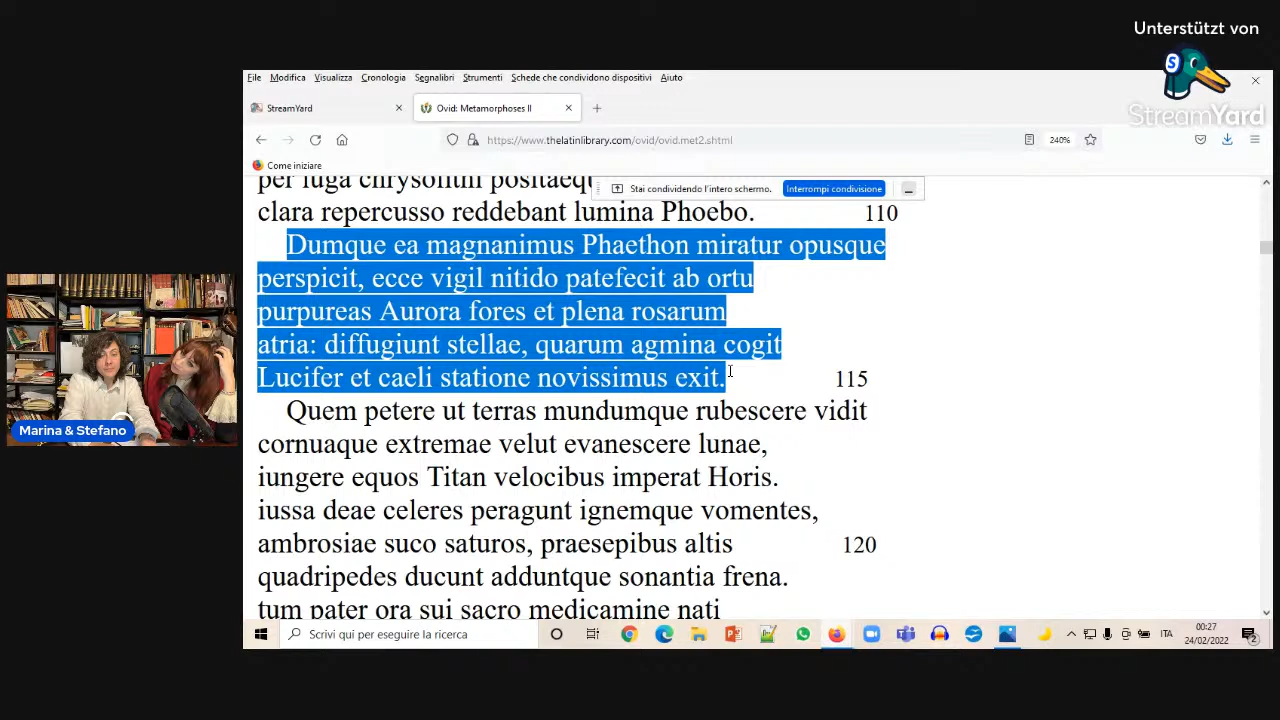 Unterstützt von
StreamYard
File Modifica Visualizza Cronologia Segnalibri Strumenti Schede che condividono dispositivi Aiuto
StreamYard
Ovid: Metamorphoses II
https://www.thelatinlibrary.com/ovid/ovid.met2.shtml
240%
Come iniziare
Stai condividendo l'intero schermo. Interrompi condivisione
per iuga chrysolithi positaeq
clara repercusso reddebant lumina Phoebo. 110
Dumque ea magnanimus Phaethon miratur opusque
perspicit, ecce vigil nitido patefecit ab ortu
purpureas Aurora fores et plena rosarum
atria: diffugiunt stellae, quarum agmina cogit
Lucifer et caeli statione novissimus exit. 115
Quem petere ut terras mundumque rubescere vidit
cornuaque extremae velut evanescere lunae,
iungere equos Titan velocibus imperat Horis.
iussa deae celeres peragunt ignemque vomentes,
ambrosiae suco saturos, praesepibus altis 120
quadripedes ducunt adduntque sonantia frena.
tum pater ora sui sacro medicamine nati
Marina & Stefano
Scrivi qui per eseguire la ricerca
ITA
00:27
24/02/2022
2